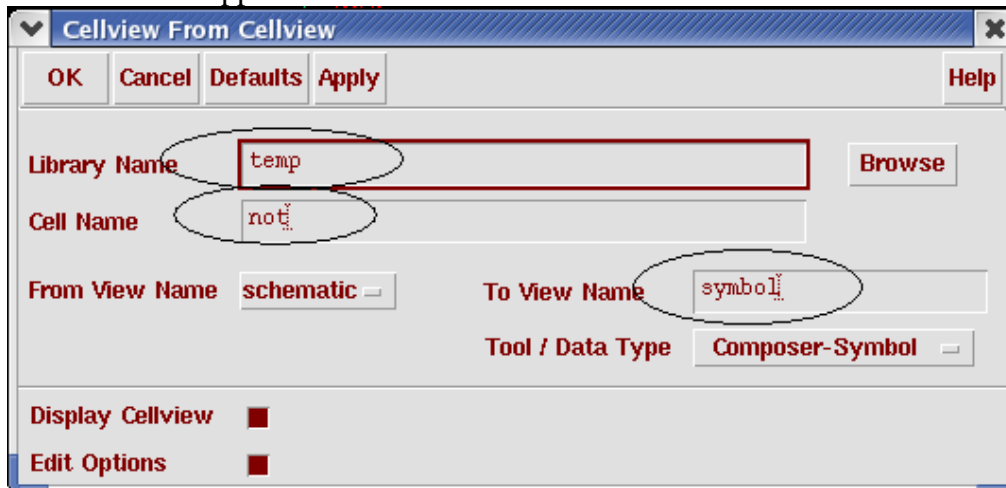 Cellview From Cellview
OK Cancel Defaults Apply Help
Library Name temp Browse
Cell Name not
From View Name schematic To View Name symbol
Tool / Data Type Composer-Symbol
Display Cellview
Edit Options